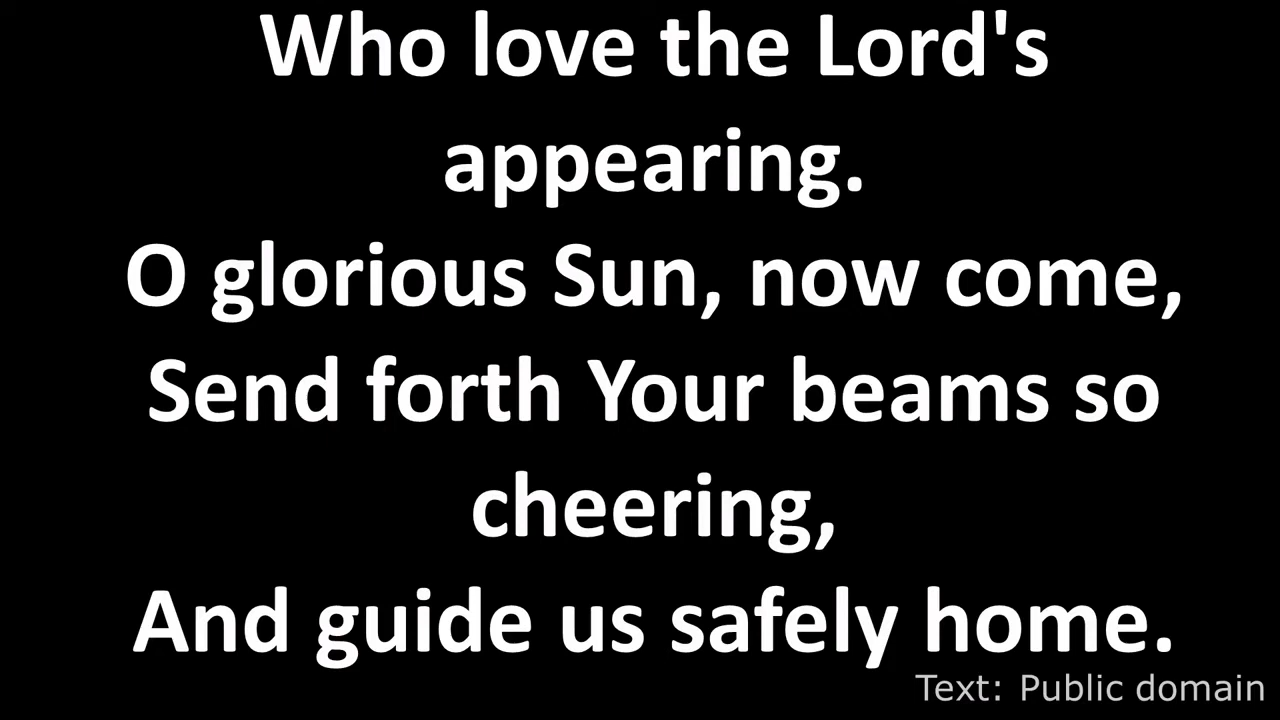 Who love the Lord's
appearing.
O glorious Sun, now come,
Send forth Your beams so
cheering,
And guide us safely home.
Text: Public domain